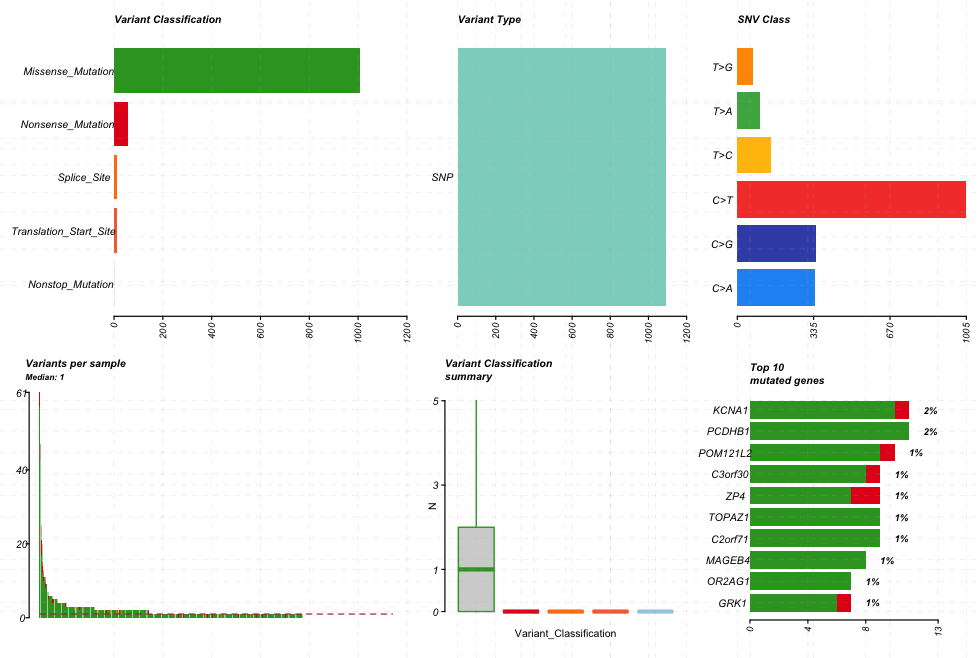 Variant Classification
Missense_Mutation
Nonsense_Mutation
Splice_Site
Translation_Start_Site
Nonstop_Mutation
0 200 400 600 800 1000 1200
Variant Type
SNP
0 200 400 600 800 1000 1200
SNV Class
T>G
T>A
T>C
C>T
C>G
C>A
0 335 670 1005
Variants per sample
Median: 1
61
40
20
0
Variant Classification
summary
5
3
1
0
N
Variant_Classification
Top 10
mutated genes
KCNA1 2%
PCDHB1 2%
POM121L2 1%
C3orf30 1%
ZP4 1%
TOPAZ1 1%
C2orf71 1%
MAGEB4 1%
OR2AG1 1%
GRK1 1%
0 4 8 13